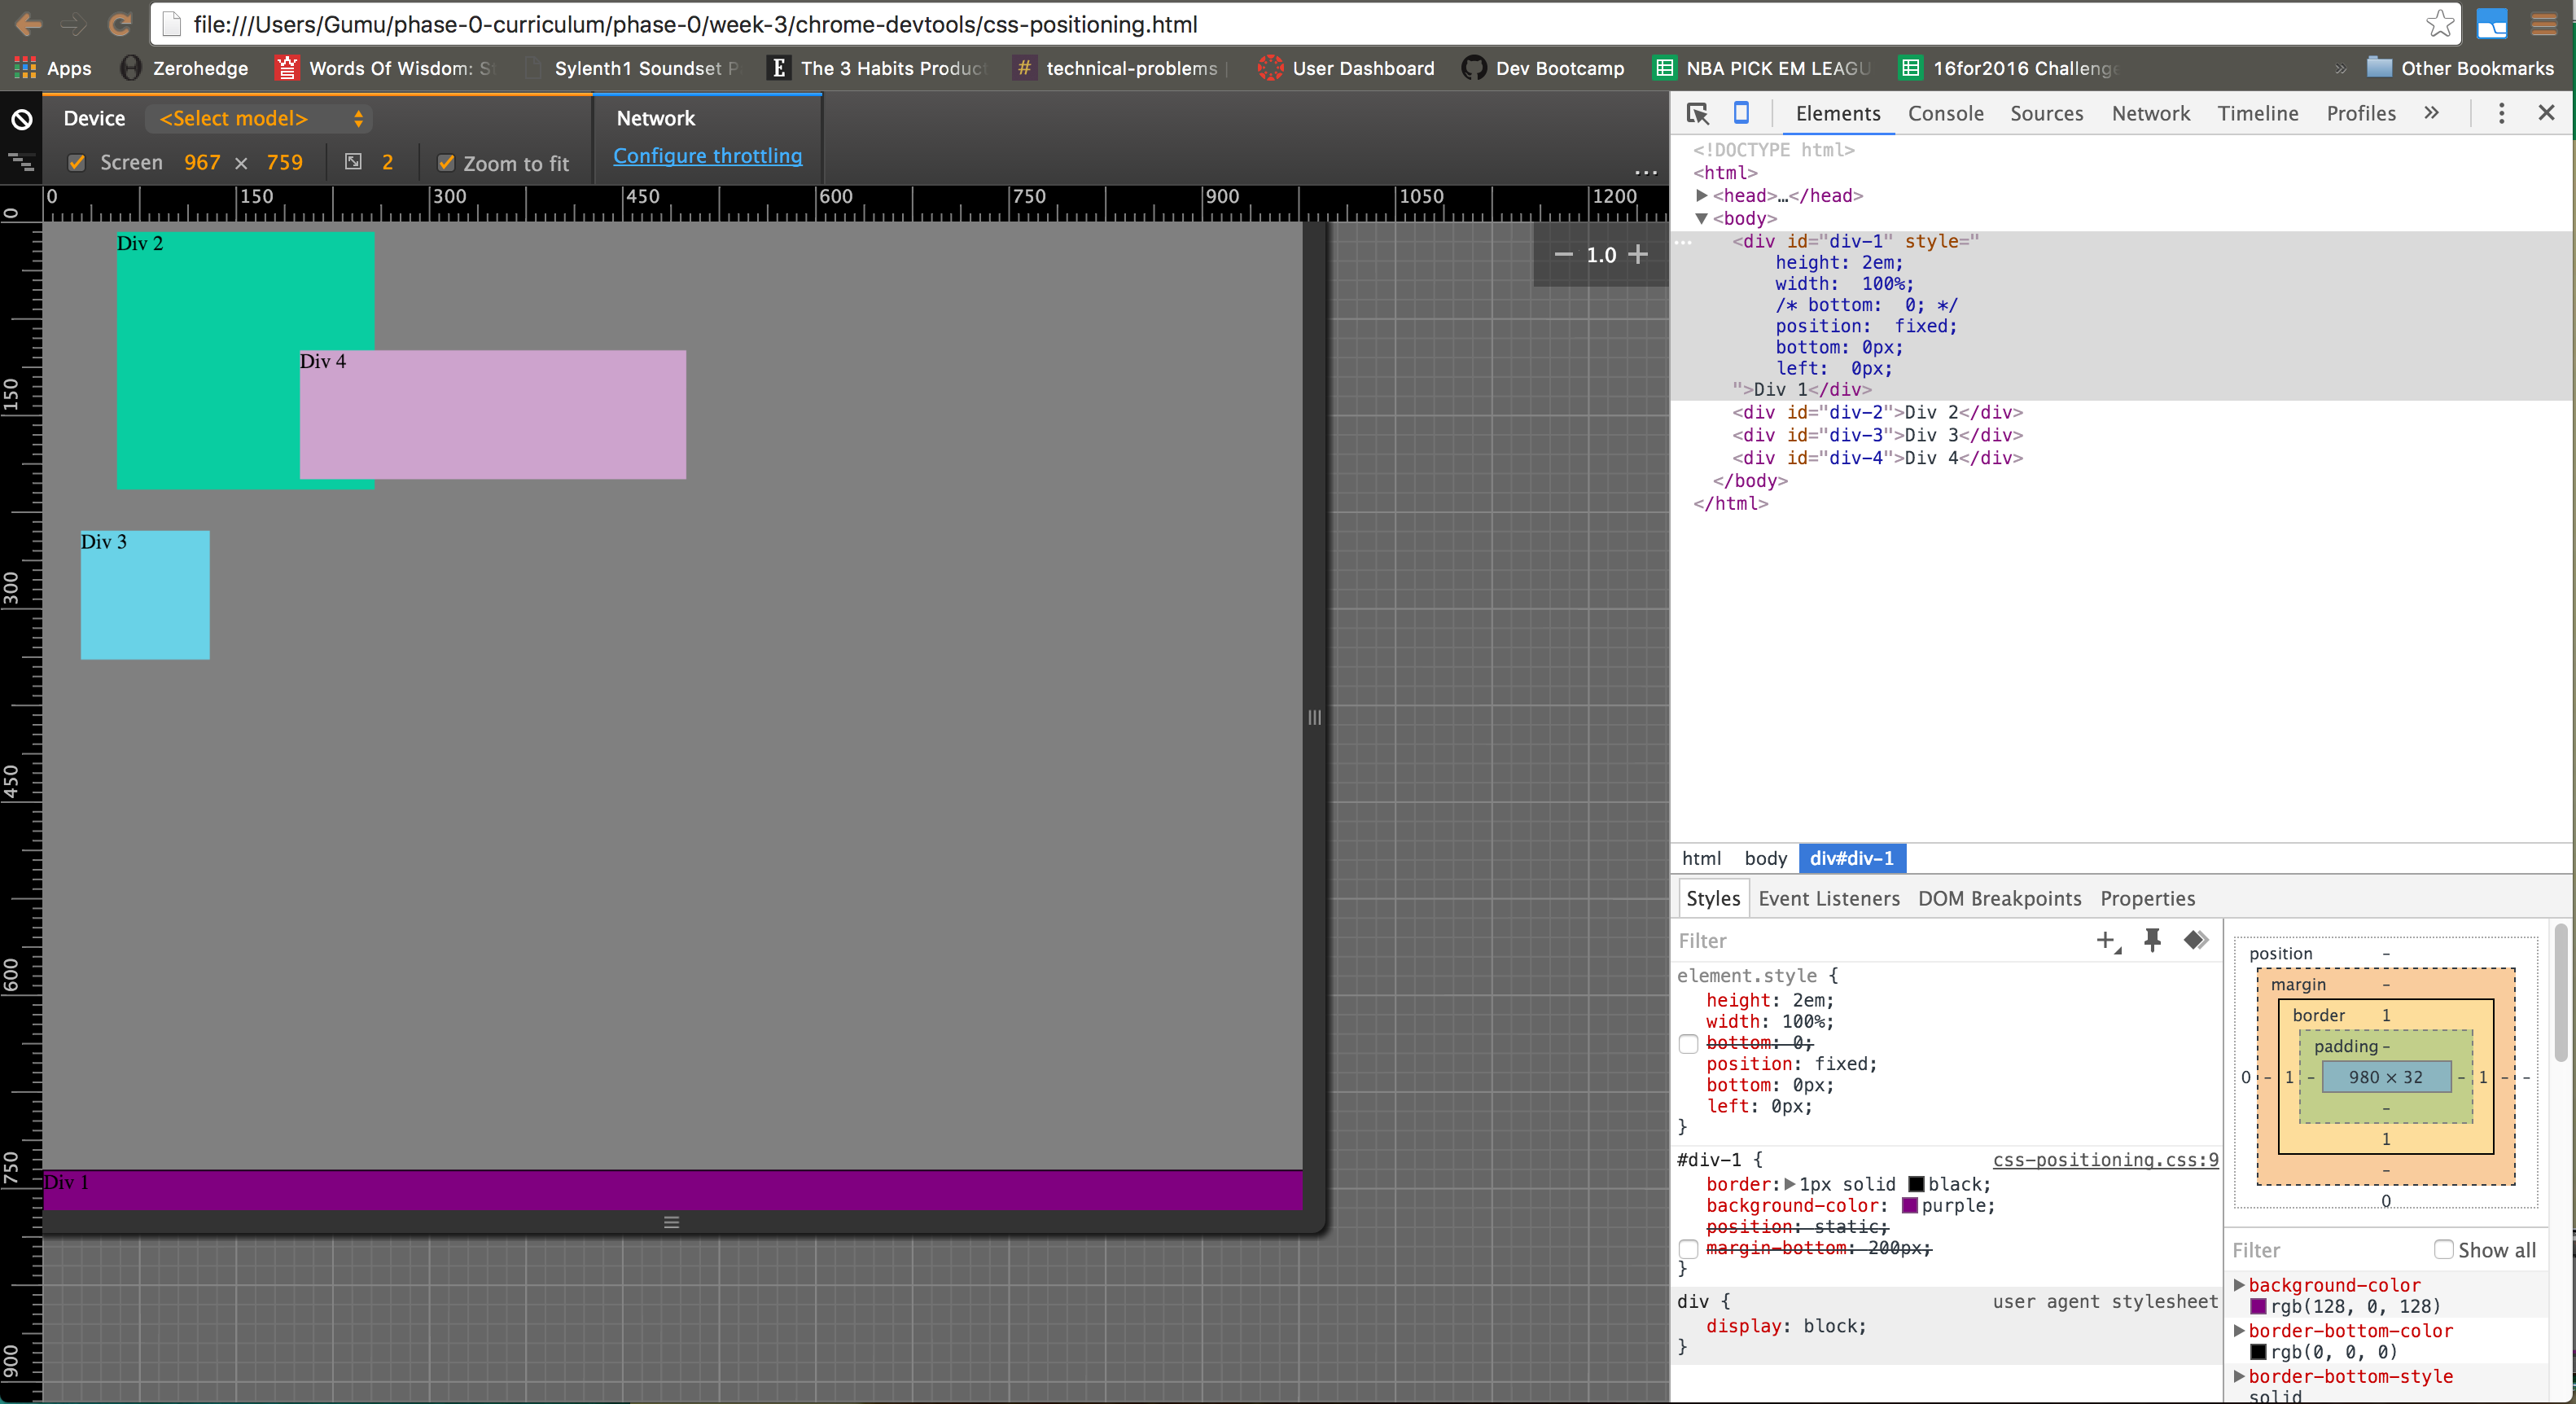 file:///Users/Gumu/phase-0-curriculum/phase-0/week-3/chrome-devtools/css-positioning.html
Apps Zerohedge Words Of Wisdom: St Sylenth1 Soundset P The 3 Habits Product # technical-problems | User Dashboard Dev Bootcamp NBA PICK EM LEAGU 16for2016 Challenge » Other Bookmarks
Device <Select model> Network
Screen 967 × 759 2 Zoom to fit Configure throttling ...
0 150 300 450 600 750 900 1050 1200
0
150
300
450
600
750
900
− 1.0 +
Div 2
Div 4
Div 3
Div 1
Elements Console Sources Network Timeline Profiles »
<!DOCTYPE html>
<html>
<head>…</head>
<body>
<div id="div-1" style="
height: 2em;
width:  100%;
/* bottom:  0; */
position:  fixed;
bottom: 0px;
left:  0px;
">Div 1</div>
<div id="div-2">Div 2</div>
<div id="div-3">Div 3</div>
<div id="div-4">Div 4</div>
</body>
</html>
html body div#div-1
Styles Event Listeners DOM Breakpoints Properties
Filter
element.style {
height: 2em;
width: 100%;
bottom: 0;
position: fixed;
bottom: 0px;
left: 0px;
}
#div-1 { css-positioning.css:9
border: 1px solid black;
background-color: purple;
position: static;
margin-bottom: 200px;
}
div { user agent stylesheet
display: block;
}
position –
margin –
border 1
padding –
0 – 1 – 980 × 32 – 1 – –
–
1
–
0
Filter Show all
background-color
rgb(128, 0, 128)
border-bottom-color
rgb(0, 0, 0)
border-bottom-style
solid